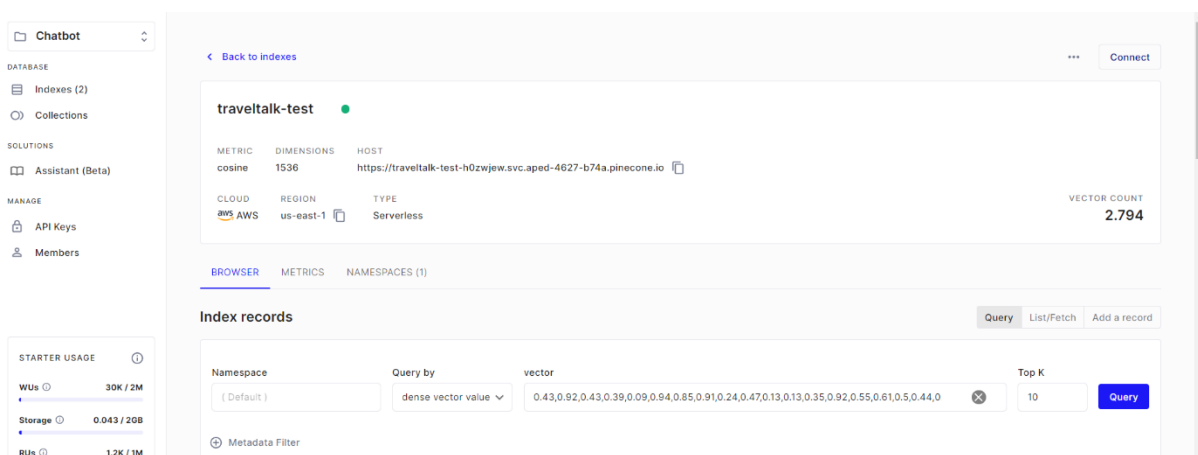 Chatbot
DATABASE
Indexes (2)
Collections
SOLUTIONS
Assistant (Beta)
MANAGE
API Keys
Members
STARTER USAGE
WUs 30K / 2M
Storage 0.043 / 2GB
RUs 1.2K / 1M
Back to indexes
Connect
traveltalk-test
METRIC DIMENSIONS HOST
cosine 1536 https://traveltalk-test-h0zwjew.svc.aped-4627-b74a.pinecone.io
CLOUD REGION TYPE
aws AWS us-east-1 Serverless
VECTOR COUNT
2.794
BROWSER METRICS NAMESPACES (1)
Index records
Query List/Fetch Add a record
Namespace Query by vector Top K
( Default ) dense vector value 0.43,0.92,0.43,0.39,0.09,0.94,0.85,0.91,0.24,0.47,0.13,0.13,0.35,0.92,0.55,0.61,0.5,0.44,0 10 Query
Metadata Filter